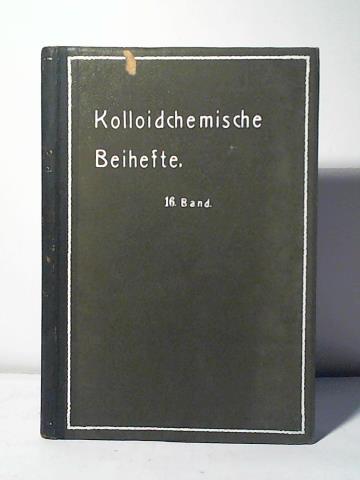 Kolloidchemische
Beihefte.
16. Band.